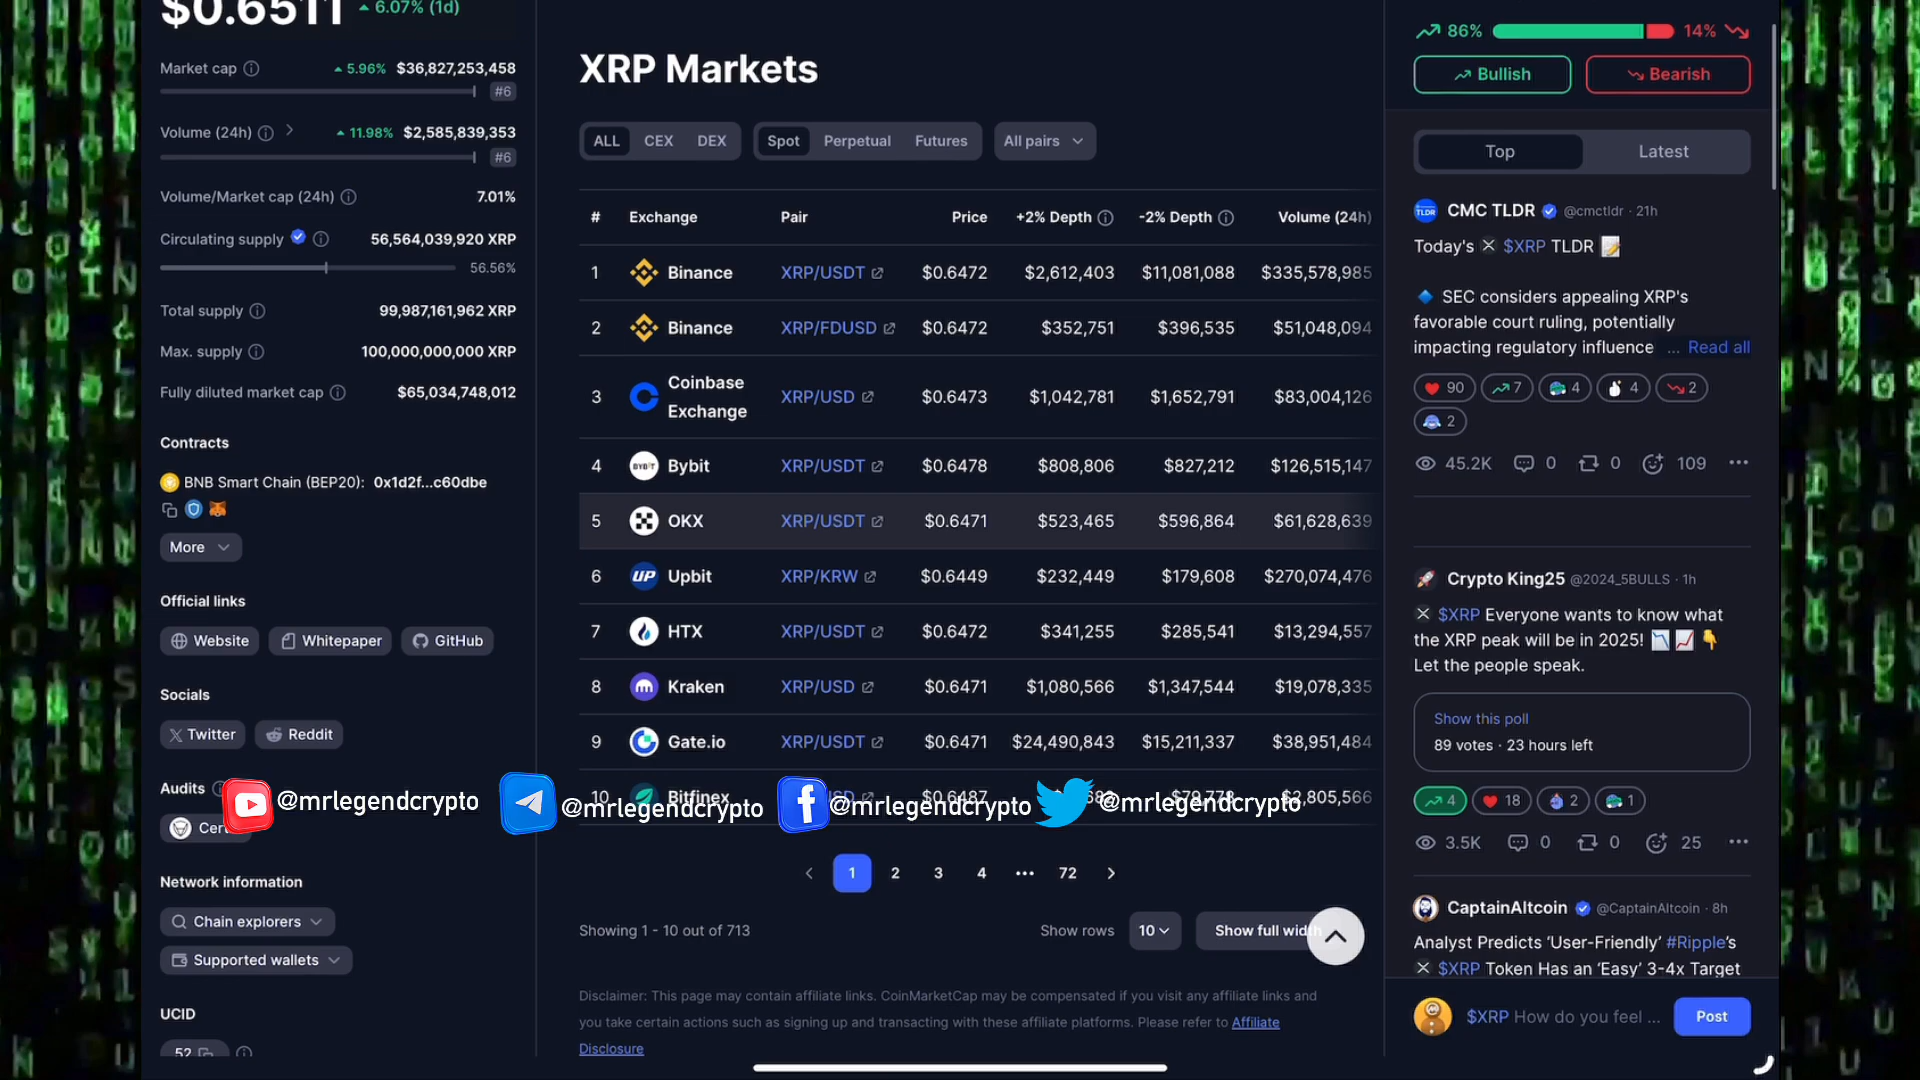 $0.6511 6.07% (1d)
Market cap 5.96% $36,827,253,458
#6
Volume (24h) 11.98% $2,585,839,353
#6
Volume/Market cap (24h) 7.01%
Circulating supply 56,564,039,920 XRP
56.56%
Total supply 99,987,161,962 XRP
Max. supply 100,000,000,000 XRP
Fully diluted market cap $65,034,748,012
Contracts
BNB Smart Chain (BEP20): 0x1d2f...c60dbe
More
Official links
Website Whitepaper GitHub
Socials
Twitter Reddit
Audits
Network information
Chain explorers
Supported wallets
UCID
52
XRP Markets
ALL CEX DEX Spot Perpetual Futures All pairs
# Exchange Pair Price +2% Depth -2% Depth Volume (24h)
1 Binance XRP/USDT $0.6472 $2,612,403 $11,081,088 $335,578,985
2 Binance XRP/FDUSD $0.6472 $352,751 $396,535 $51,048,094
3 Coinbase Exchange XRP/USD $0.6473 $1,042,781 $1,652,791 $83,004,126
4 BYBIT Bybit XRP/USDT $0.6478 $808,806 $827,212 $126,515,147
5 OKX XRP/USDT $0.6471 $523,465 $596,864 $61,628,639
6 UP Upbit XRP/KRW $0.6449 $232,449 $179,608 $270,074,476
7 HTX XRP/USDT $0.6472 $341,255 $285,541 $13,294,557
8 Kraken XRP/USD $0.6471 $1,080,566 $1,347,544 $19,078,335
9 Gate.io XRP/USDT $0.6471 $24,490,843 $15,211,337 $38,951,484
10 Bitfinex $0.6487 $79,778 $2,805,566
@mrlegendcrypto @mrlegendcrypto @mrlegendcrypto @mrlegendcrypto
1 2 3 4 ••• 72
Showing 1 - 10 out of 713 Show rows 10 Show full width
Disclaimer: This page may contain affiliate links. CoinMarketCap may be compensated if you visit any affiliate links and
you take certain actions such as signing up and transacting with these affiliate platforms. Please refer to Affiliate
Disclosure
86% 14%
Bullish Bearish
Top Latest
TLDR CMC TLDR @cmctldr · 21h
Today's $XRP TLDR
SEC considers appealing XRP's
favorable court ruling, potentially
impacting regulatory influence ... Read all
90 7 4 4 2
2
45.2K 0 0 109
Crypto King25 @2024_5BULLS · 1h
$XRP Everyone wants to know what
the XRP peak will be in 2025!
Let the people speak.
Show this poll
89 votes · 23 hours left
4 18 2 1
3.5K 0 0 25
CaptainAltcoin @CaptainAltcoin · 8h
Analyst Predicts ‘User-Friendly’ #Ripple’s
$XRP Token Has an ‘Easy’ 3-4x Target
$XRP How do you feel ... Post